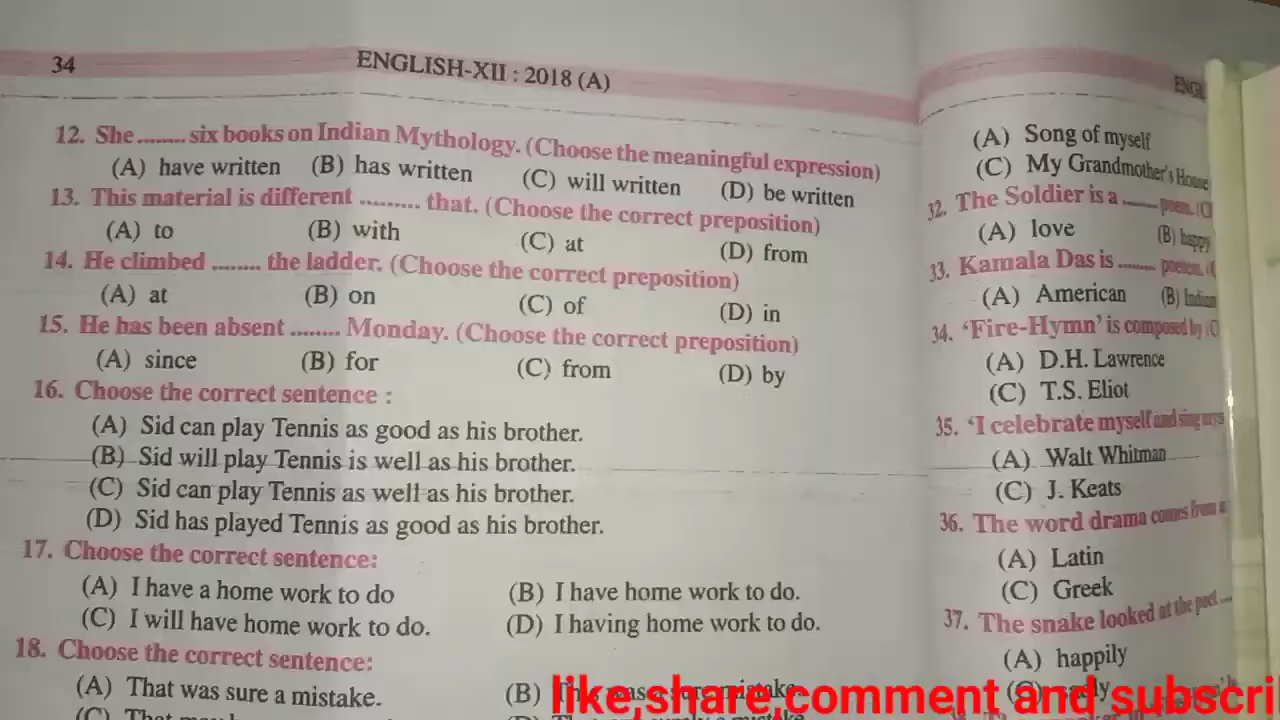 34
ENGLISH-XII : 2018 (A)
12. She ........ six books on Indian Mythology. (Choose the meaningful expression)
(A) have written (B) has written (C) will written (D) be written
13. This material is different ......... that. (Choose the correct preposition)
(A) to (B) with (C) at (D) from
14. He climbed ........ the ladder. (Choose the correct preposition)
(A) at (B) on (C) of (D) in
15. He has been absent ........ Monday. (Choose the correct preposition)
(A) since (B) for (C) from (D) by
16. Choose the correct sentence :
(A) Sid can play Tennis as good as his brother.
(B) Sid will play Tennis is well as his brother.
(C) Sid can play Tennis as well as his brother.
(D) Sid has played Tennis as good as his brother.
17. Choose the correct sentence:
(A) I have a home work to do (B) I have home work to do.
(C) I will have home work to do. (D) I having home work to do.
18. Choose the correct sentence:
(A) That was sure a mistake. (B)
(C) That
ENGL
(A) Song of myself
(C) My Grandmother's House
32. The Soldier is a ........ poem.
(A) love (B) happy
33. Kamala Das is ........
(A) American (B) Indian
34. 'Fire-Hymn' is composed by
(A) D.H. Lawrence
(C) T.S. Eliot
35. 'I celebrate myself and sing
(A) Walt Whitman
(C) J. Keats
36. The word drama comes from
(A) Latin
(C) Greek
37. The snake looked at the poet
(A) happily
like,share,comment and subscri